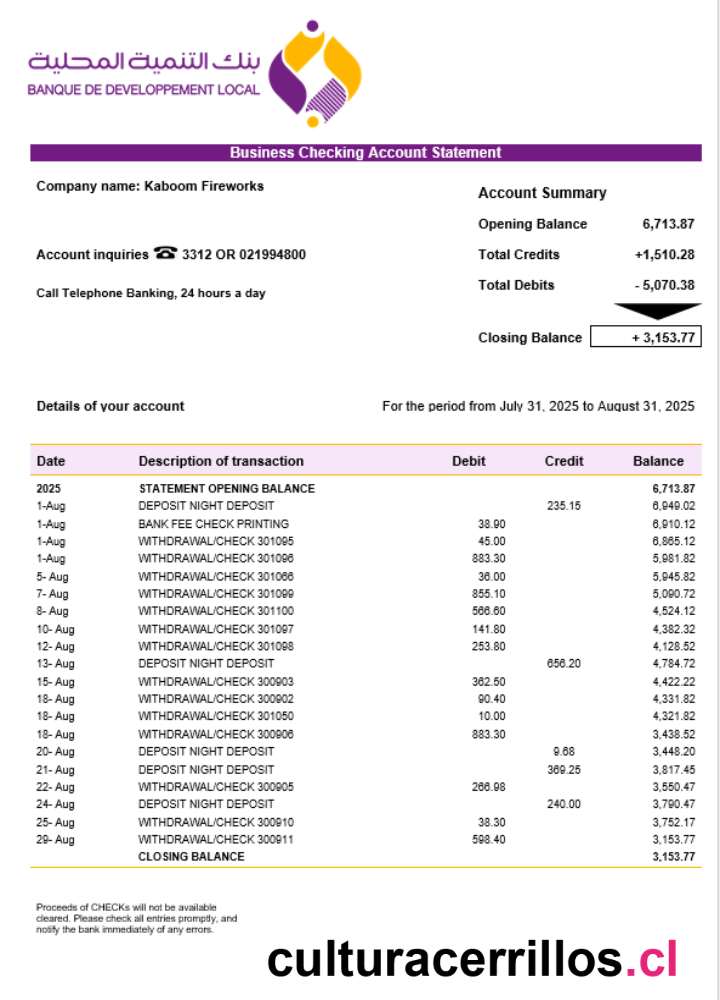 بنك التنمية المحلية
BANQUE DE DEVELOPPEMENT LOCAL
Business Checking Account Statement
Company name: Kaboom Fireworks
Account inquiries ☎ 3312 OR 021994800
Call Telephone Banking, 24 hours a day
Account Summary
Opening Balance 6,713.87
Total Credits +1,510.28
Total Debits - 5,070.38
Closing Balance + 3,153.77
Details of your account For the period from July 31, 2025 to August 31, 2025
Date Description of transaction Debit Credit Balance
2025 STATEMENT OPENING BALANCE 6,713.87
1-Aug DEPOSIT NIGHT DEPOSIT 235.15 6,949.02
1-Aug BANK FEE CHECK PRINTING 38.90 6,910.12
1-Aug WITHDRAWAL/CHECK 301095 45.00 6,865.12
1-Aug WITHDRAWAL/CHECK 301096 883.30 5,981.82
5- Aug WITHDRAWAL/CHECK 301066 36.00 5,945.82
7- Aug WITHDRAWAL/CHECK 301099 855.10 5,090.72
8- Aug WITHDRAWAL/CHECK 301100 566.60 4,524.12
10- Aug WITHDRAWAL/CHECK 301097 141.80 4,382.32
12- Aug WITHDRAWAL/CHECK 301098 253.80 4,128.52
13- Aug DEPOSIT NIGHT DEPOSIT 656.20 4,784.72
15- Aug WITHDRAWAL/CHECK 300903 362.50 4,422.22
18- Aug WITHDRAWAL/CHECK 300902 90.40 4,331.82
18- Aug WITHDRAWAL/CHECK 301050 10.00 4,321.82
18- Aug WITHDRAWAL/CHECK 300906 883.30 3,438.52
20- Aug DEPOSIT NIGHT DEPOSIT 9.68 3,448.20
21- Aug DEPOSIT NIGHT DEPOSIT 369.25 3,817.45
22- Aug WITHDRAWAL/CHECK 300905 266.98 3,550.47
24- Aug DEPOSIT NIGHT DEPOSIT 240.00 3,790.47
25- Aug WITHDRAWAL/CHECK 300910 38.30 3,752.17
29- Aug WITHDRAWAL/CHECK 300911 598.40 3,153.77
CLOSING BALANCE 3,153.77
Proceeds of CHECKs will not be available
cleared. Please check all entries promptly, and
notify the bank immediately of any errors.
culturacerrillos.cl